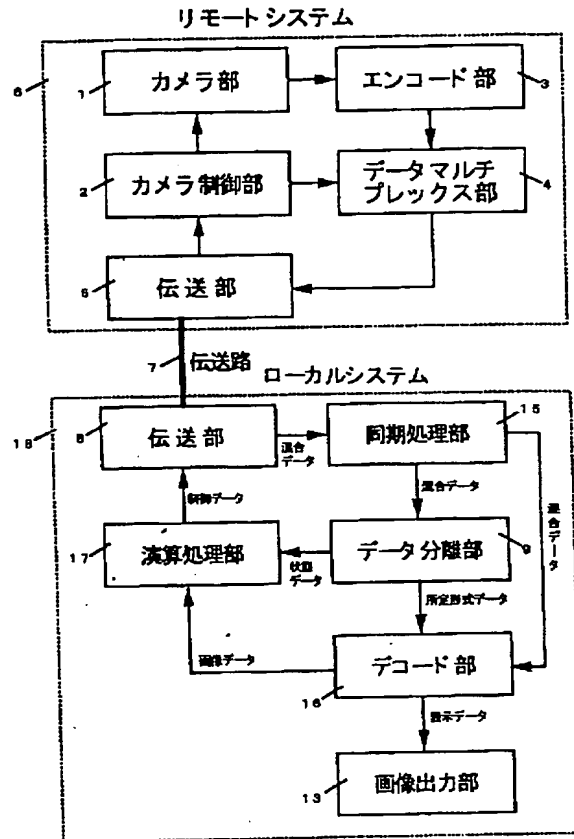 リモートシステム
6
1
カメラ部
エンコード部
3
2
カメラ制御部
データマルチ
プレックス部
4
5
伝送部
7
伝送路
ローカルシステム
18
8
伝送部
混合
データ
同期処理部
15
制御データ
混合データ
混合データ
17
演算処理部
状態
データ
データ分離部
9
所定形式データ
画像データ
デコード部
16
表示データ
画像出力部
13